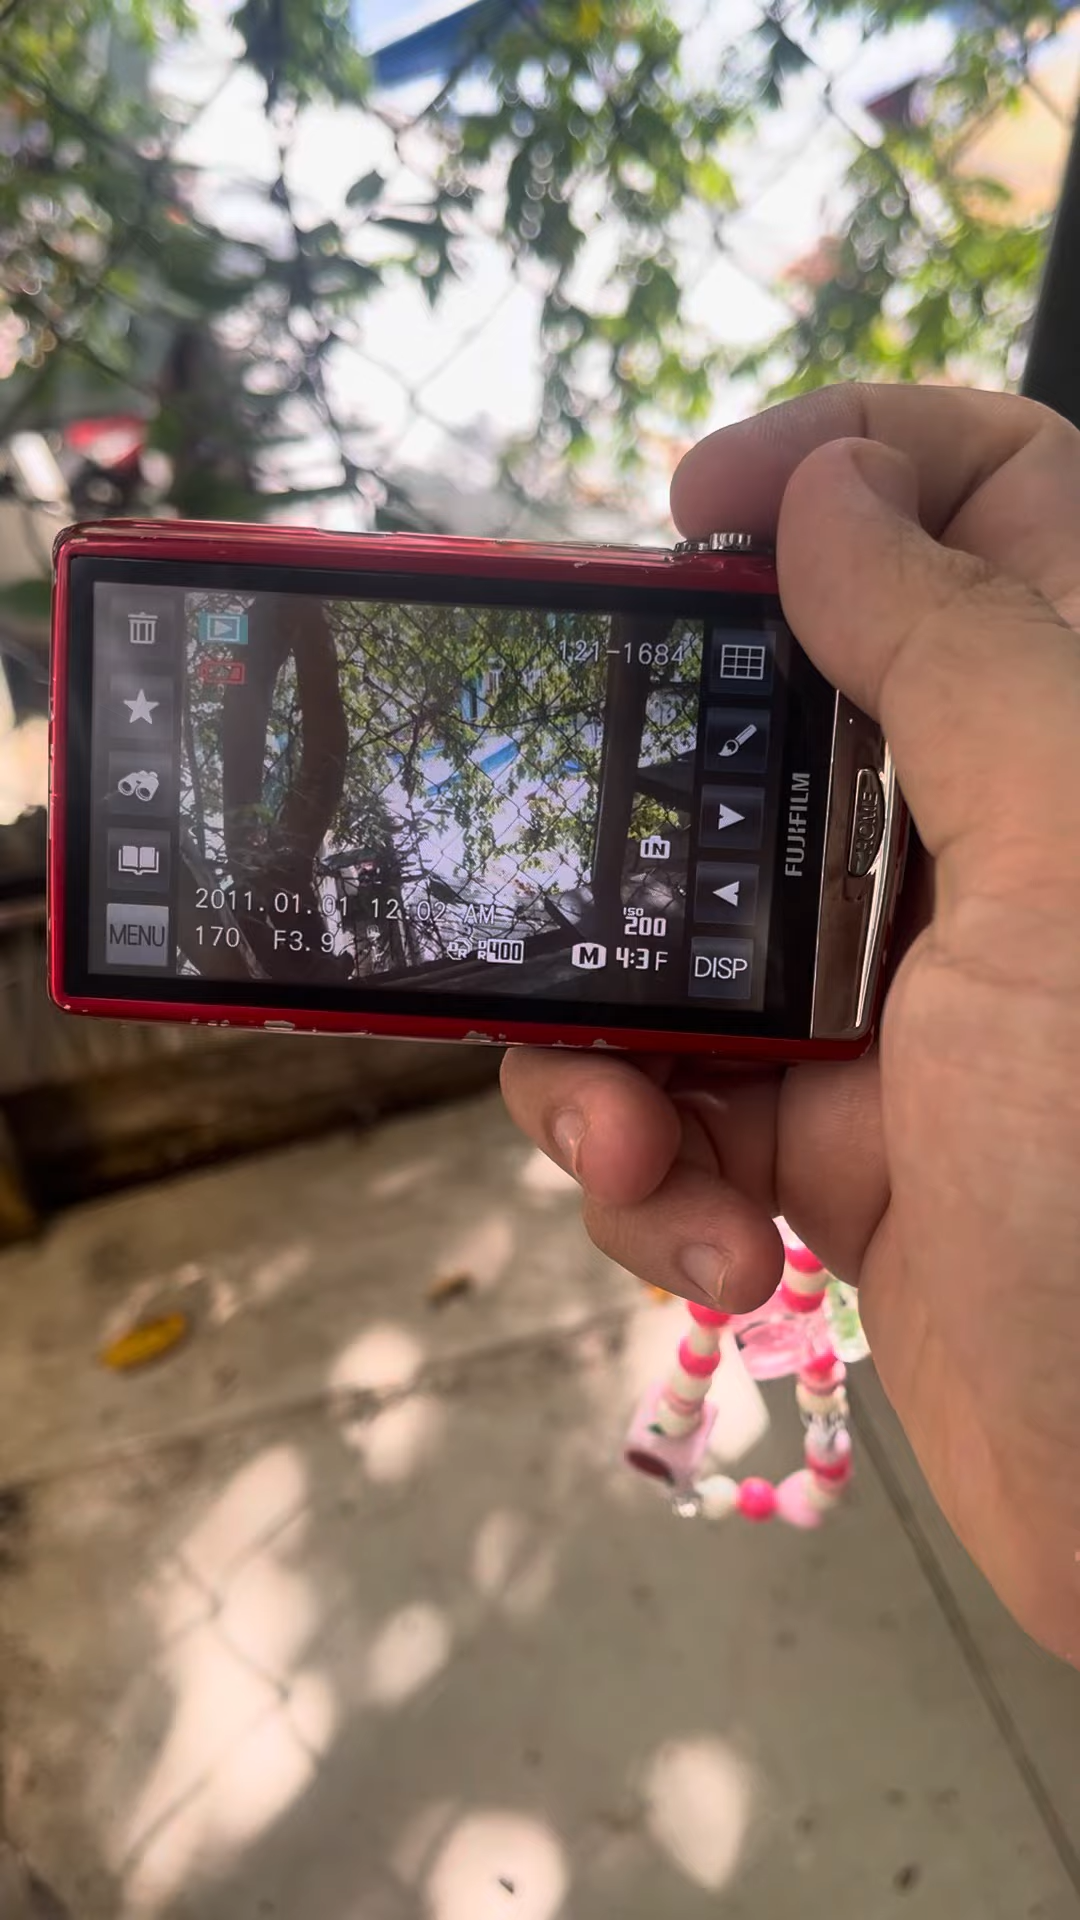 121-1684
IN
2011.01.01 12:02 AM
ISO
200
170 F3.9
400
M 4:3 F
MENU
DISP
FUJIFILM
HOME